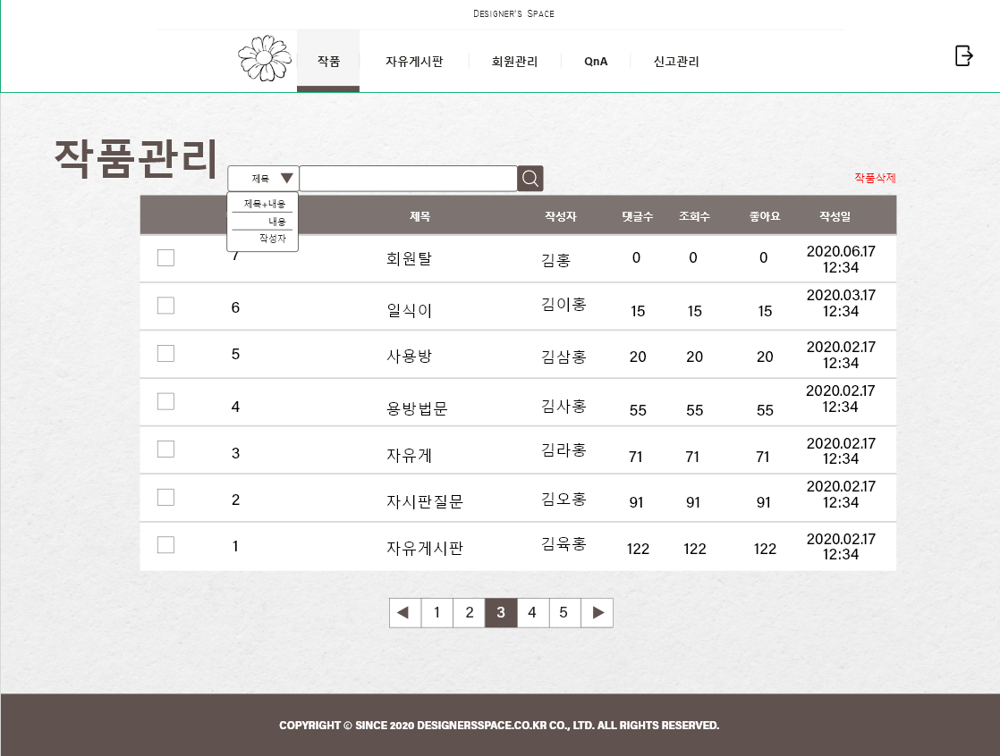 Designer's Space
작품 자유게시판 회원관리 QnA 신고관리
작품관리
제목
작품삭제
제목+내용
내용
작성자
제목 작성자 댓글수 조회수 좋아요 작성일
7 회원탈 김홍 0 0 0 2020.06.17
12:34
6 일식이 김이홍 15 15 15 2020.03.17
12:34
5 사용방 김삼홍 20 20 20 2020.02.17
12:34
4 용방법문 김사홍 55 55 55 2020.02.17
12:34
3 자유게 김라홍 71 71 71 2020.02.17
12:34
2 자시판질문 김오홍 91 91 91 2020.02.17
12:34
1 자유게시판 김육홍 122 122 122 2020.02.17
12:34
1 2 3 4 5
COPYRIGHT © SINCE 2020 DESIGNERSSPACE.CO.KR CO., LTD. ALL RIGHTS RESERVED.